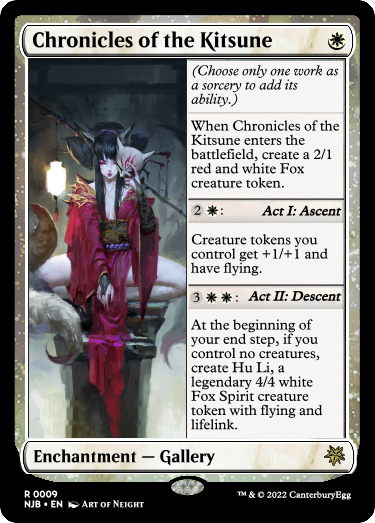 Chronicles of the Kitsune
(Choose only one work as
a sorcery to add its
ability.)
When Chronicles of the
Kitsune enters the
battlefield, create a 2/1
red and white Fox
creature token.
2 : Act I: Ascent
Creature tokens you
control get +1/+1 and
have flying.
3 : Act II: Descent
At the beginning of
your end step, if you
control no creatures,
create Hu Li, a
legendary 4/4 white
Fox Spirit creature
token with flying and
lifelink.
Enchantment — Gallery
R 0009
NJB • EN Art of Neight
™ & © 2022 CanterburyEgg